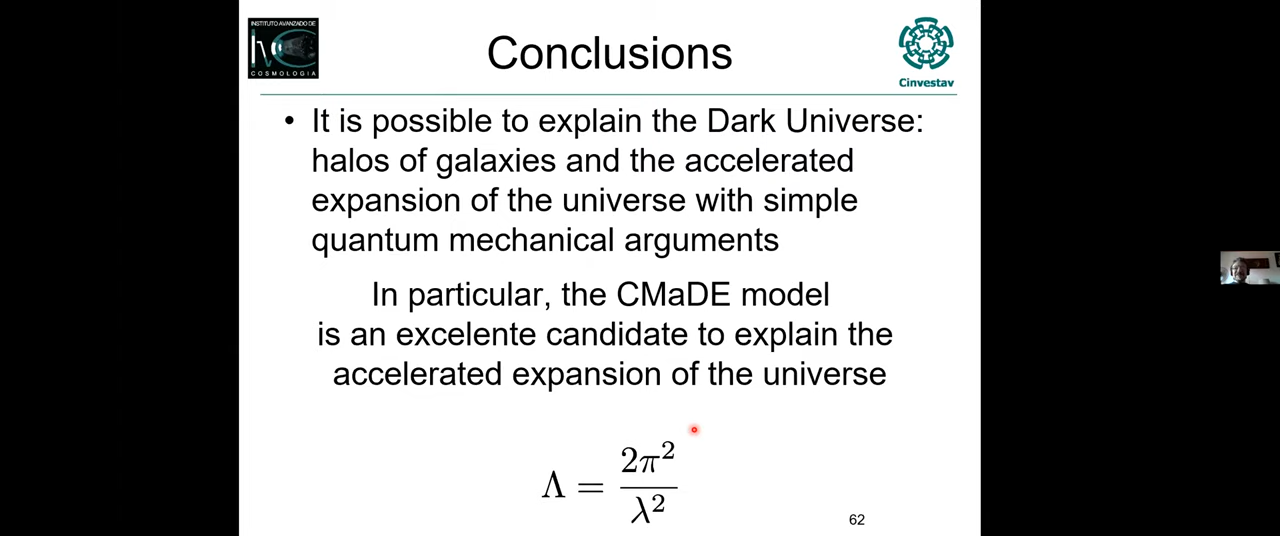 INSTITUTO AVANZADO DE
COSMOLOGIA
Conclusions
Cinvestav
• It is possible to explain the Dark Universe:
halos of galaxies and the accelerated
expansion of the universe with simple
quantum mechanical arguments
In particular, the CMaDE model
is an excelente candidate to explain the
accelerated expansion of the universe
Λ = 2π² / λ²
62